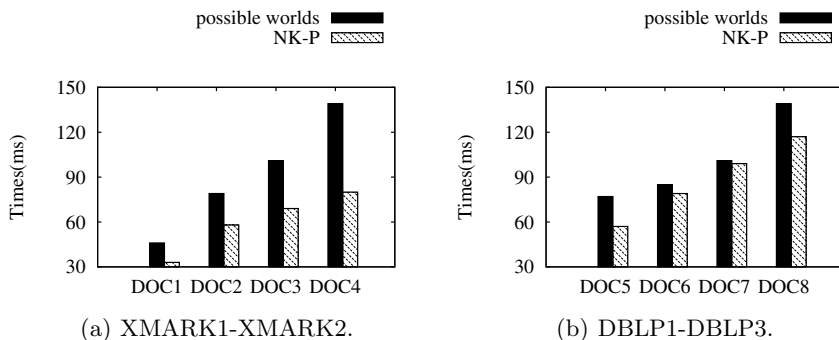 possible worlds
NK-P
Times(ms)
150
120
90
60
30
DOC1 DOC2 DOC3 DOC4
(a) XMARK1-XMARK2.
possible worlds
NK-P
Times(ms)
150
120
90
60
30
DOC5 DOC6 DOC7 DOC8
(b) DBLP1-DBLP3.